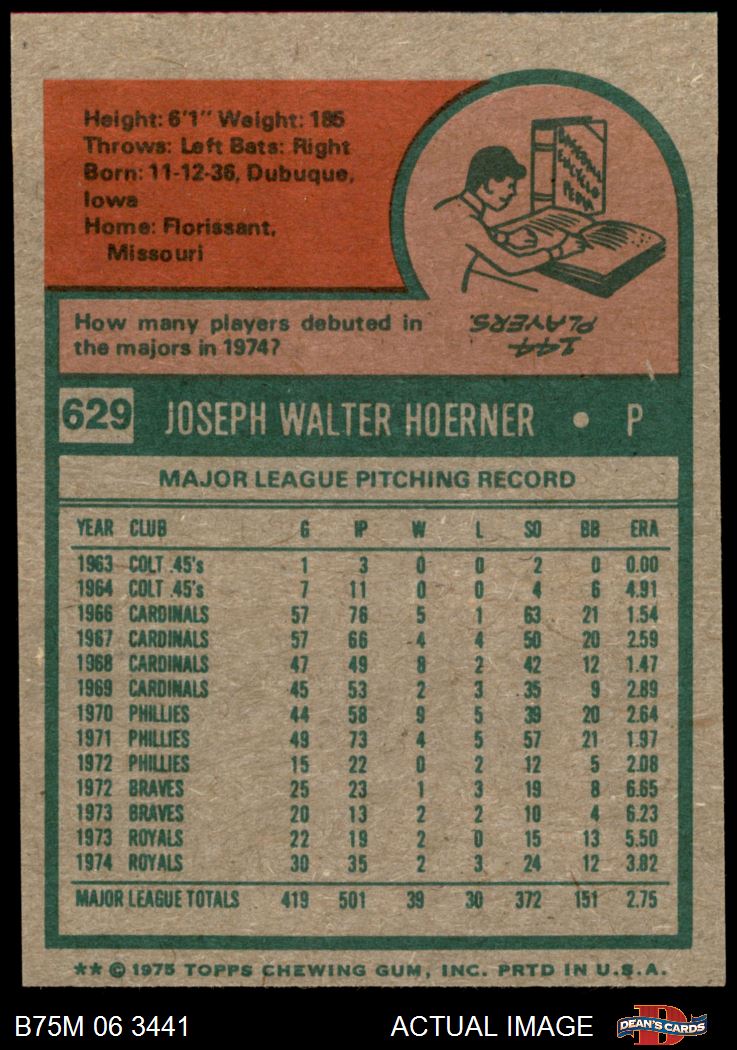 Height: 6'1" Weight: 185
Throws: Left Bats: Right
Born: 11-12-36, Dubuque,
Iowa
Home: Florissant,
Missouri
BASEBALL
ENCYCLO
PEDIA
How many players debuted in
the majors in 1974?
144
PLAYERS.
629 JOSEPH WALTER HOERNER • P
MAJOR LEAGUE PITCHING RECORD
YEAR CLUB G IP W L SO BB ERA
1963 COLT .45's 1 3 0 0 2 0 0.00
1964 COLT .45's 7 11 0 0 4 6 4.91
1966 CARDINALS 57 76 5 1 63 21 1.54
1967 CARDINALS 57 66 4 4 50 20 2.59
1968 CARDINALS 47 49 8 2 42 12 1.47
1969 CARDINALS 45 53 2 3 35 9 2.89
1970 PHILLIES 44 58 9 5 39 20 2.64
1971 PHILLIES 49 73 4 5 57 21 1.97
1972 PHILLIES 15 22 0 2 12 5 2.08
1972 BRAVES 25 23 1 3 19 8 6.65
1973 BRAVES 20 13 2 2 10 4 6.23
1973 ROYALS 22 19 2 0 15 13 5.50
1974 ROYALS 30 35 2 3 24 12 3.82
MAJOR LEAGUE TOTALS 419 501 39 30 372 151 2.75
** © 1975 TOPPS CHEWING GUM, INC. PRTD IN U.S.A.
B75M 06 3441 ACTUAL IMAGE DEAN'S CARDS